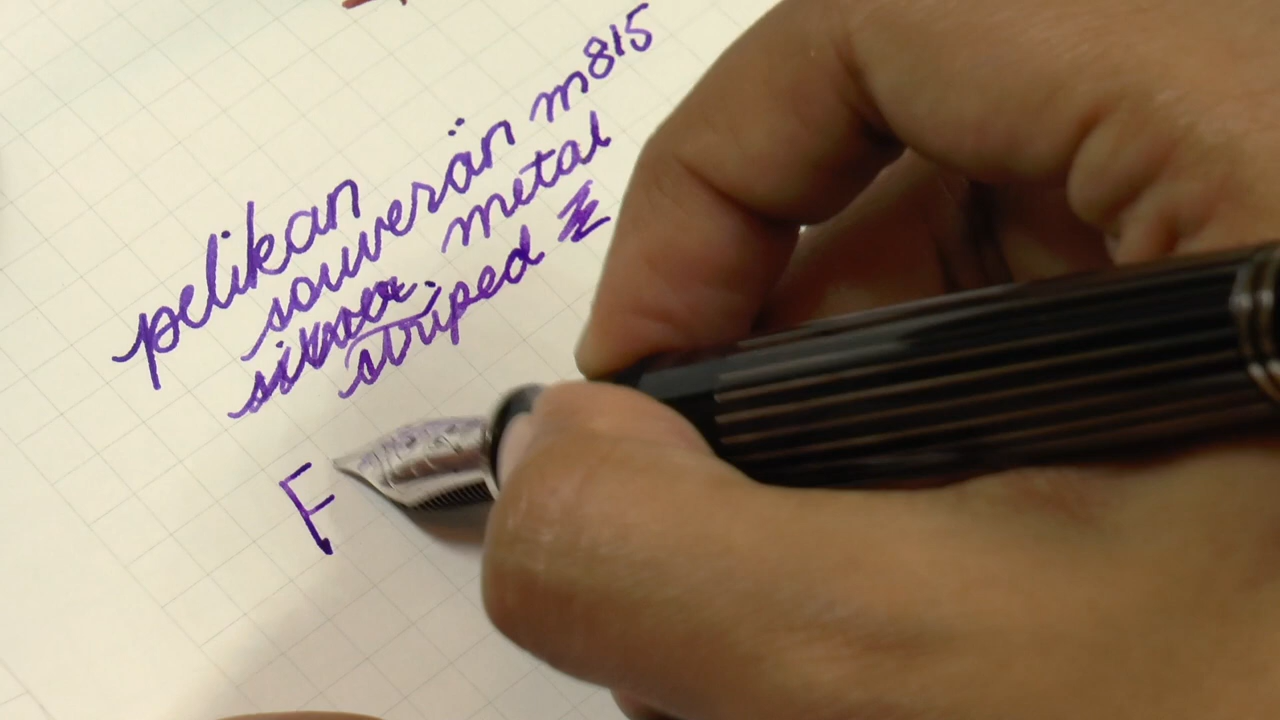 pelikan
souverän m815
metal
striped
F